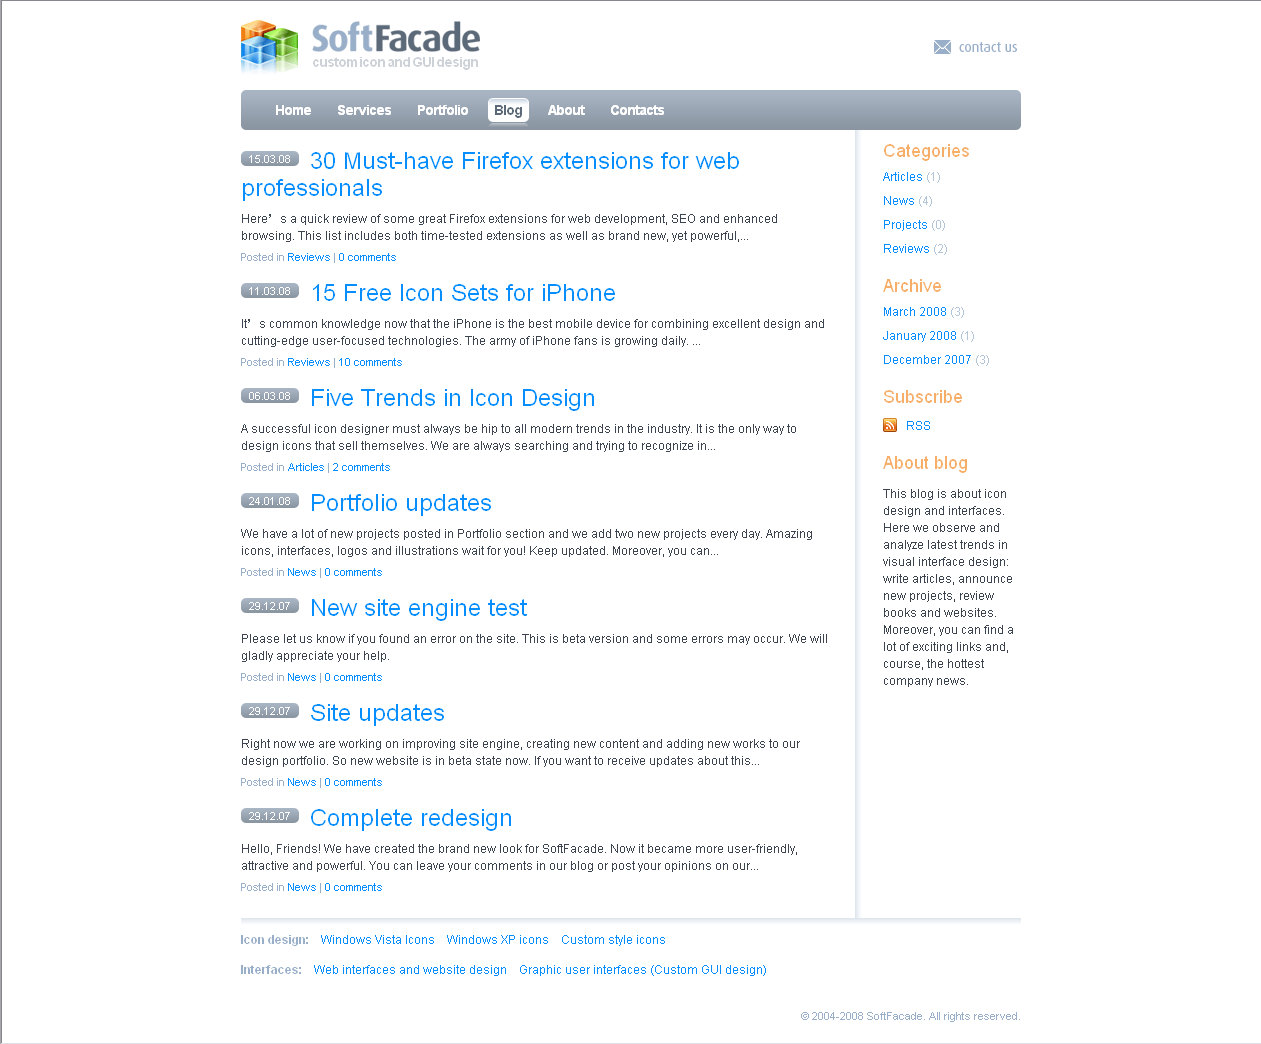 SoftFacade
custom icon and GUI design
contact us
Home Services Portfolio Blog About Contacts
15.03.08 30 Must-have Firefox extensions for web
professionals
Here’s a quick review of some great Firefox extensions for web development, SEO and enhanced
browsing. This list includes both time-tested extensions as well as brand new, yet powerful,...
Posted in Reviews | 0 comments
11.03.08 15 Free Icon Sets for iPhone
It’s common knowledge now that the iPhone is the best mobile device for combining excellent design and
cutting-edge user-focused technologies. The army of iPhone fans is growing daily. ...
Posted in Reviews | 10 comments
06.03.08 Five Trends in Icon Design
A successful icon designer must always be hip to all modern trends in the industry. It is the only way to
design icons that sell themselves. We are always searching and trying to recognize in...
Posted in Articles | 2 comments
24.01.08 Portfolio updates
We have a lot of new projects posted in Portfolio section and we add two new projects every day. Amazing
icons, interfaces, logos and illustrations wait for you! Keep updated. Moreover, you can...
Posted in News | 0 comments
29.12.07 New site engine test
Please let us know if you found an error on the site. This is beta version and some errors may occur. We will
gladly appreciate your help.
Posted in News | 0 comments
29.12.07 Site updates
Right now we are working on improving site engine, creating new content and adding new works to our
design portfolio. So new website is in beta state now. If you want to receive updates about this...
Posted in News | 0 comments
29.12.07 Complete redesign
Hello, Friends! We have created the brand new look for SoftFacade. Now it became more user-friendly,
attractive and powerful. You can leave your comments in our blog or post your opinions on our...
Posted in News | 0 comments
Categories
Articles (1)
News (4)
Projects (0)
Reviews (2)
Archive
March 2008 (3)
January 2008 (1)
December 2007 (3)
Subscribe
RSS
About blog
This blog is about icon
design and interfaces.
Here we observe and
analyze latest trends in
visual interface design:
write articles, announce
new projects, review
books and websites.
Moreover, you can find a
lot of exciting links and,
course, the hottest
company news.
Icon design: Windows Vista Icons Windows XP icons Custom style icons
Interfaces: Web interfaces and website design Graphic user interfaces (Custom GUI design)
© 2004-2008 SoftFacade. All rights reserved.